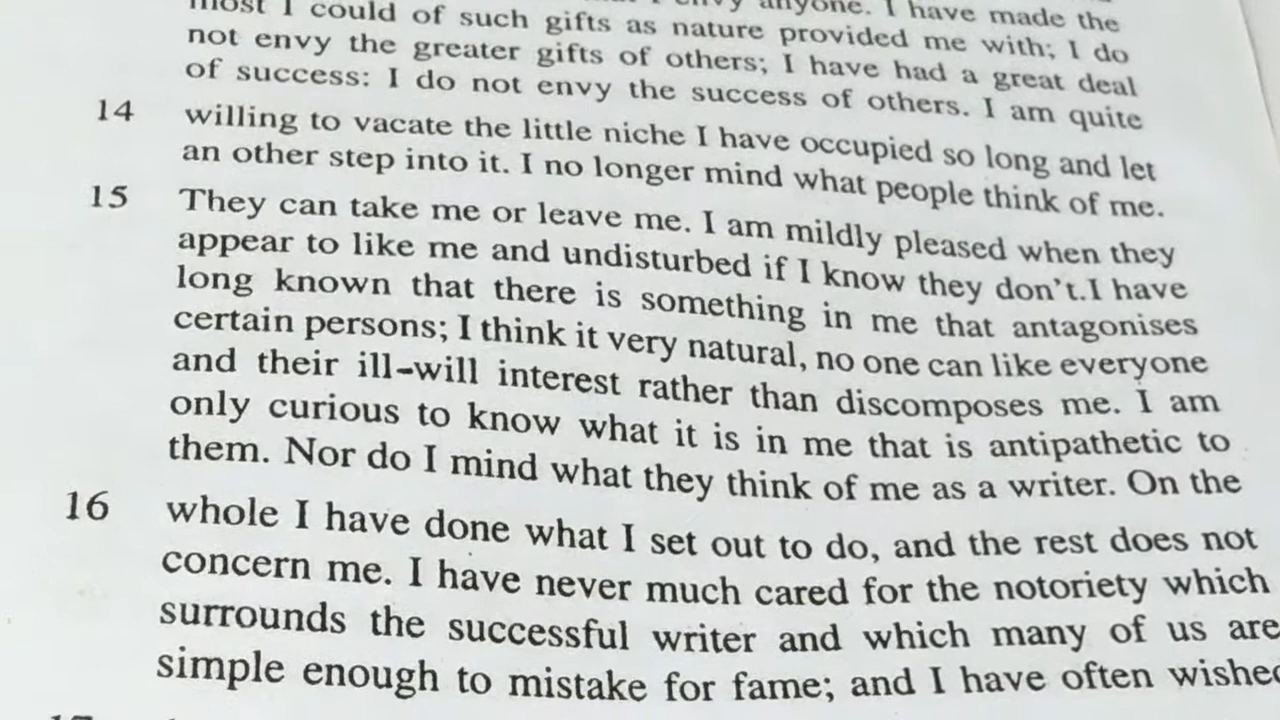 anyone. I have made the
most I could of such gifts as nature provided me with; I do
not envy the greater gifts of others; I have had a great deal
of success: I do not envy the success of others. I am quite
14 willing to vacate the little niche I have occupied so long and let
an other step into it. I no longer mind what people think of me.
15 They can take me or leave me. I am mildly pleased when they
appear to like me and undisturbed if I know they don't.I have
long known that there is something in me that antagonises
certain persons; I think it very natural, no one can like everyone
and their ill-will interest rather than discomposes me. I am
only curious to know what it is in me that is antipathetic to
them. Nor do I mind what they think of me as a writer. On the
16 whole I have done what I set out to do, and the rest does not
concern me. I have never much cared for the notoriety which
surrounds the successful writer and which many of us are
simple enough to mistake for fame; and I have often wished